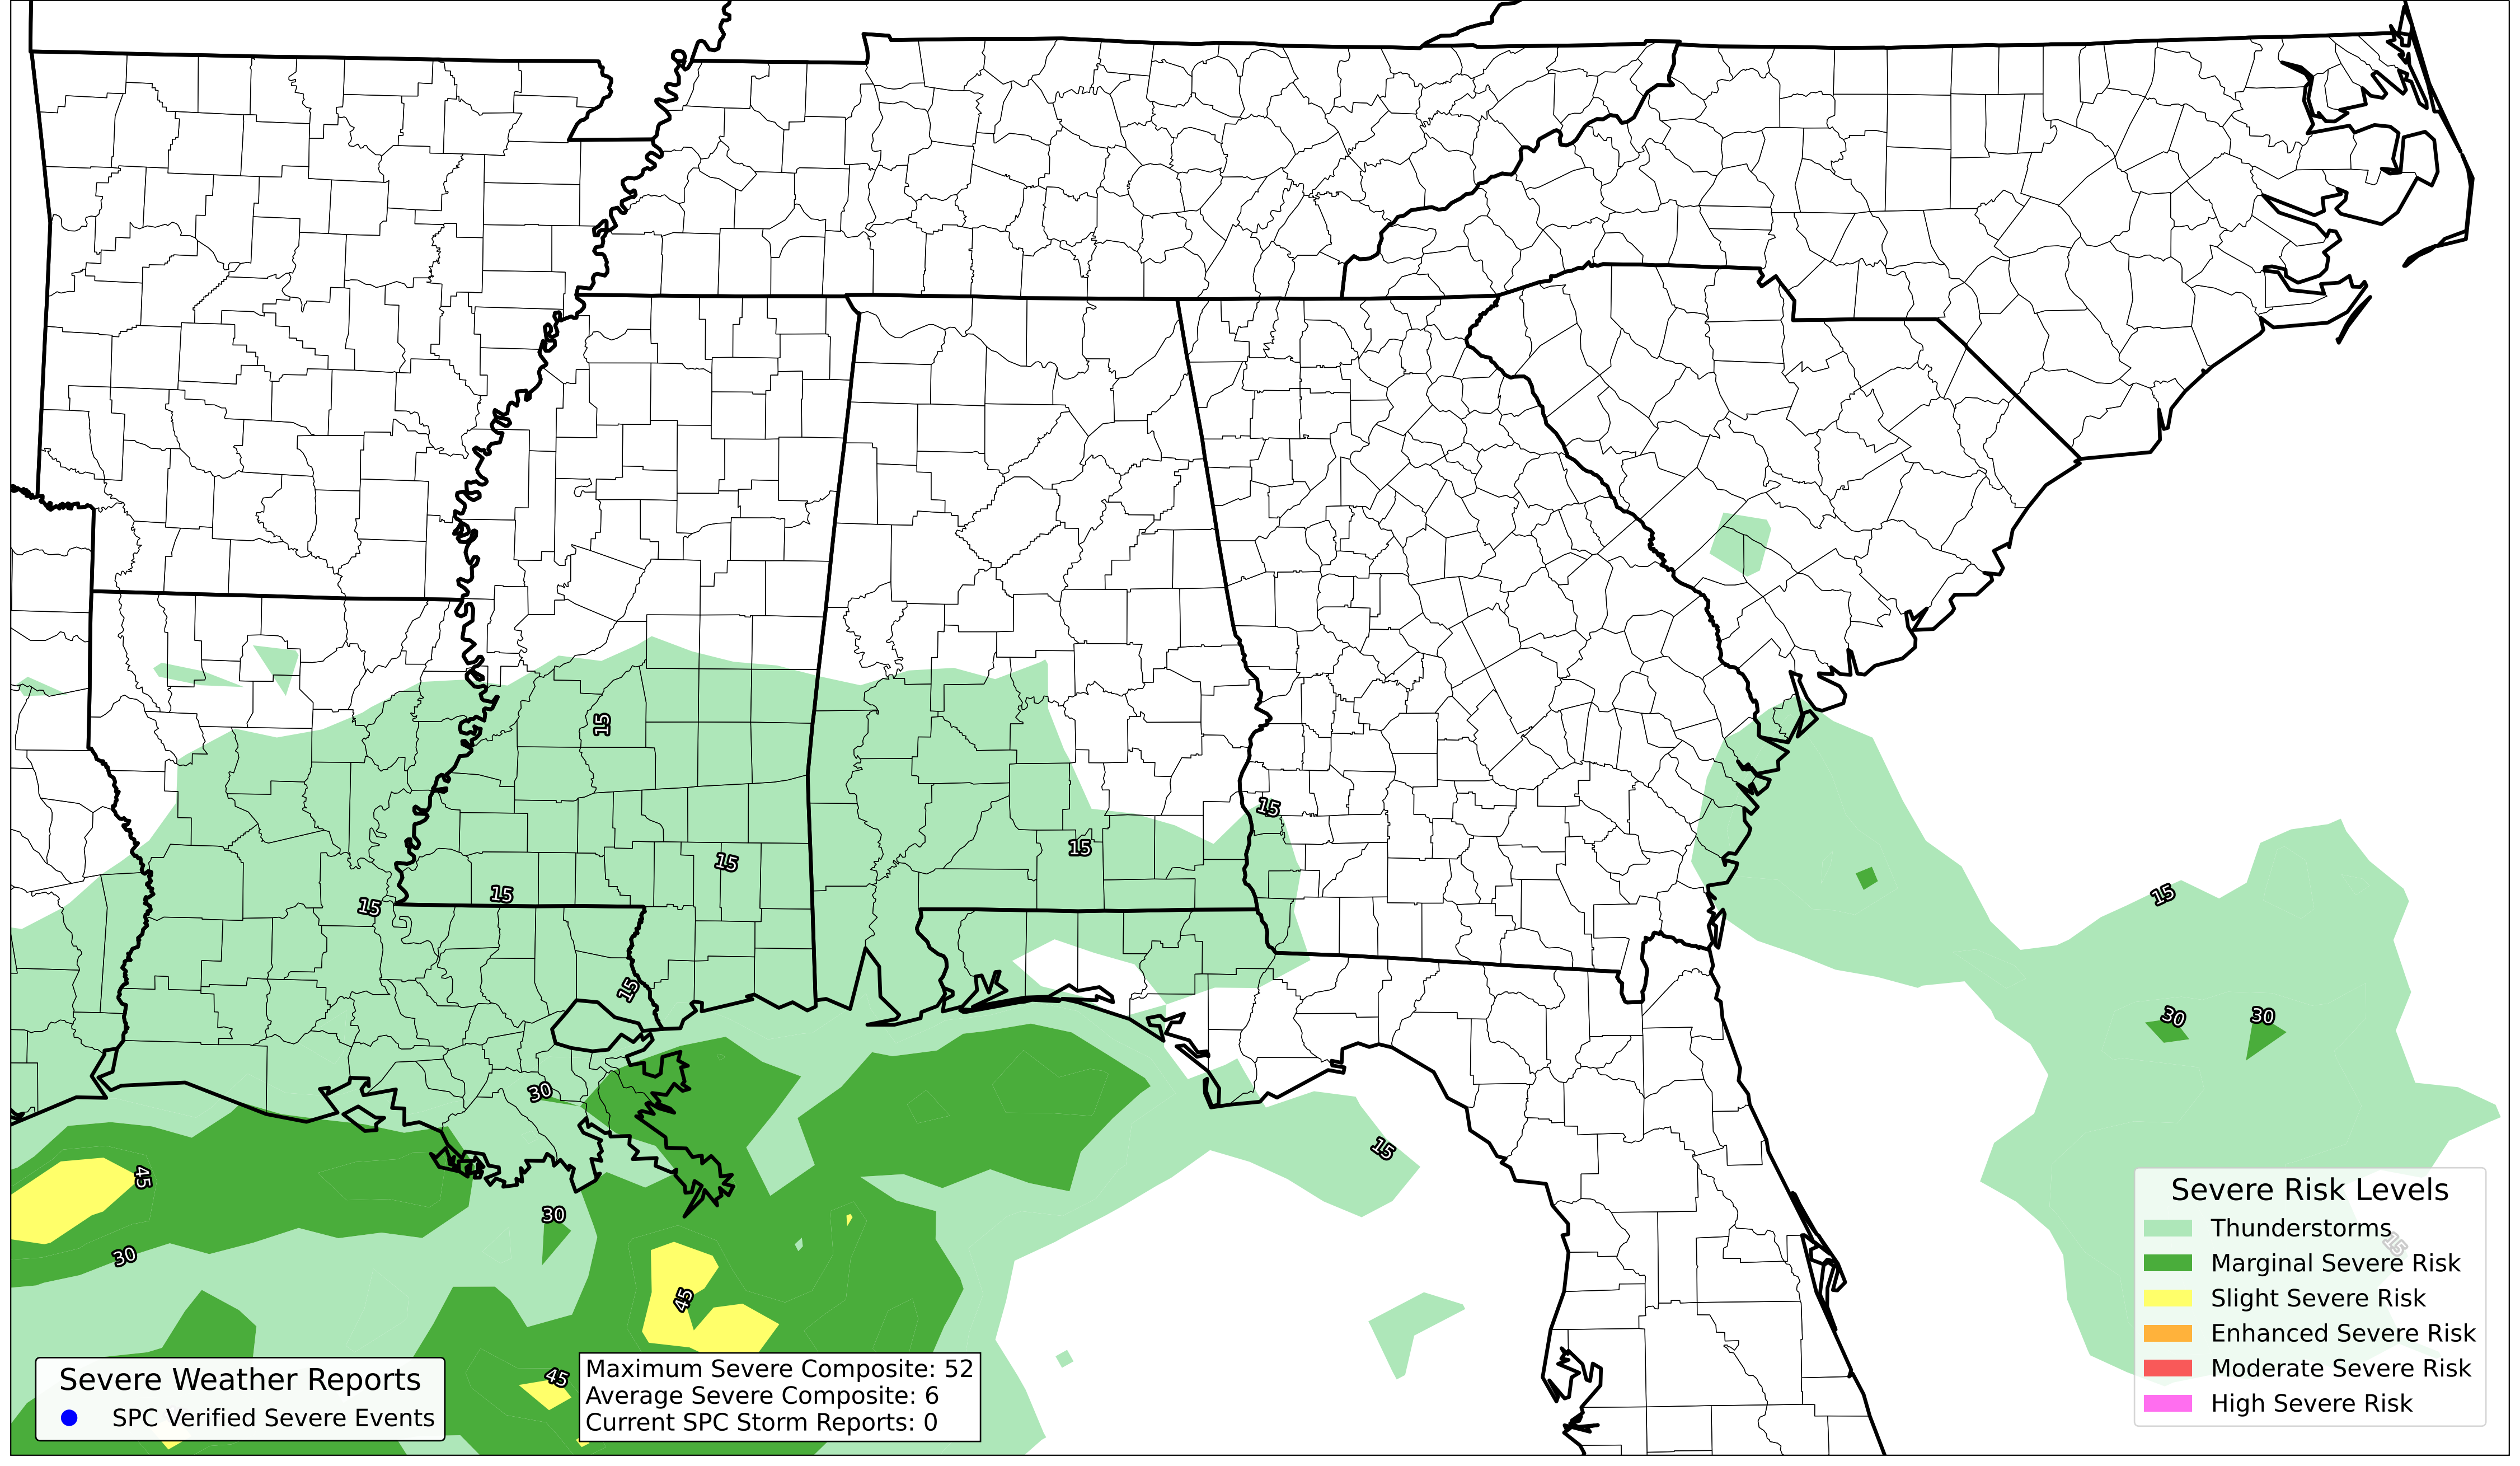 15
15
15
15
15
15
15
15
30
30
30
45
15
30
30
45
45
Severe Weather Reports
SPC Verified Severe Events
Maximum Severe Composite: 52
Average Severe Composite: 6
Current SPC Storm Reports: 0
Severe Risk Levels
Thunderstorms
15
Marginal Severe Risk
Slight Severe Risk
Enhanced Severe Risk
Moderate Severe Risk
High Severe Risk